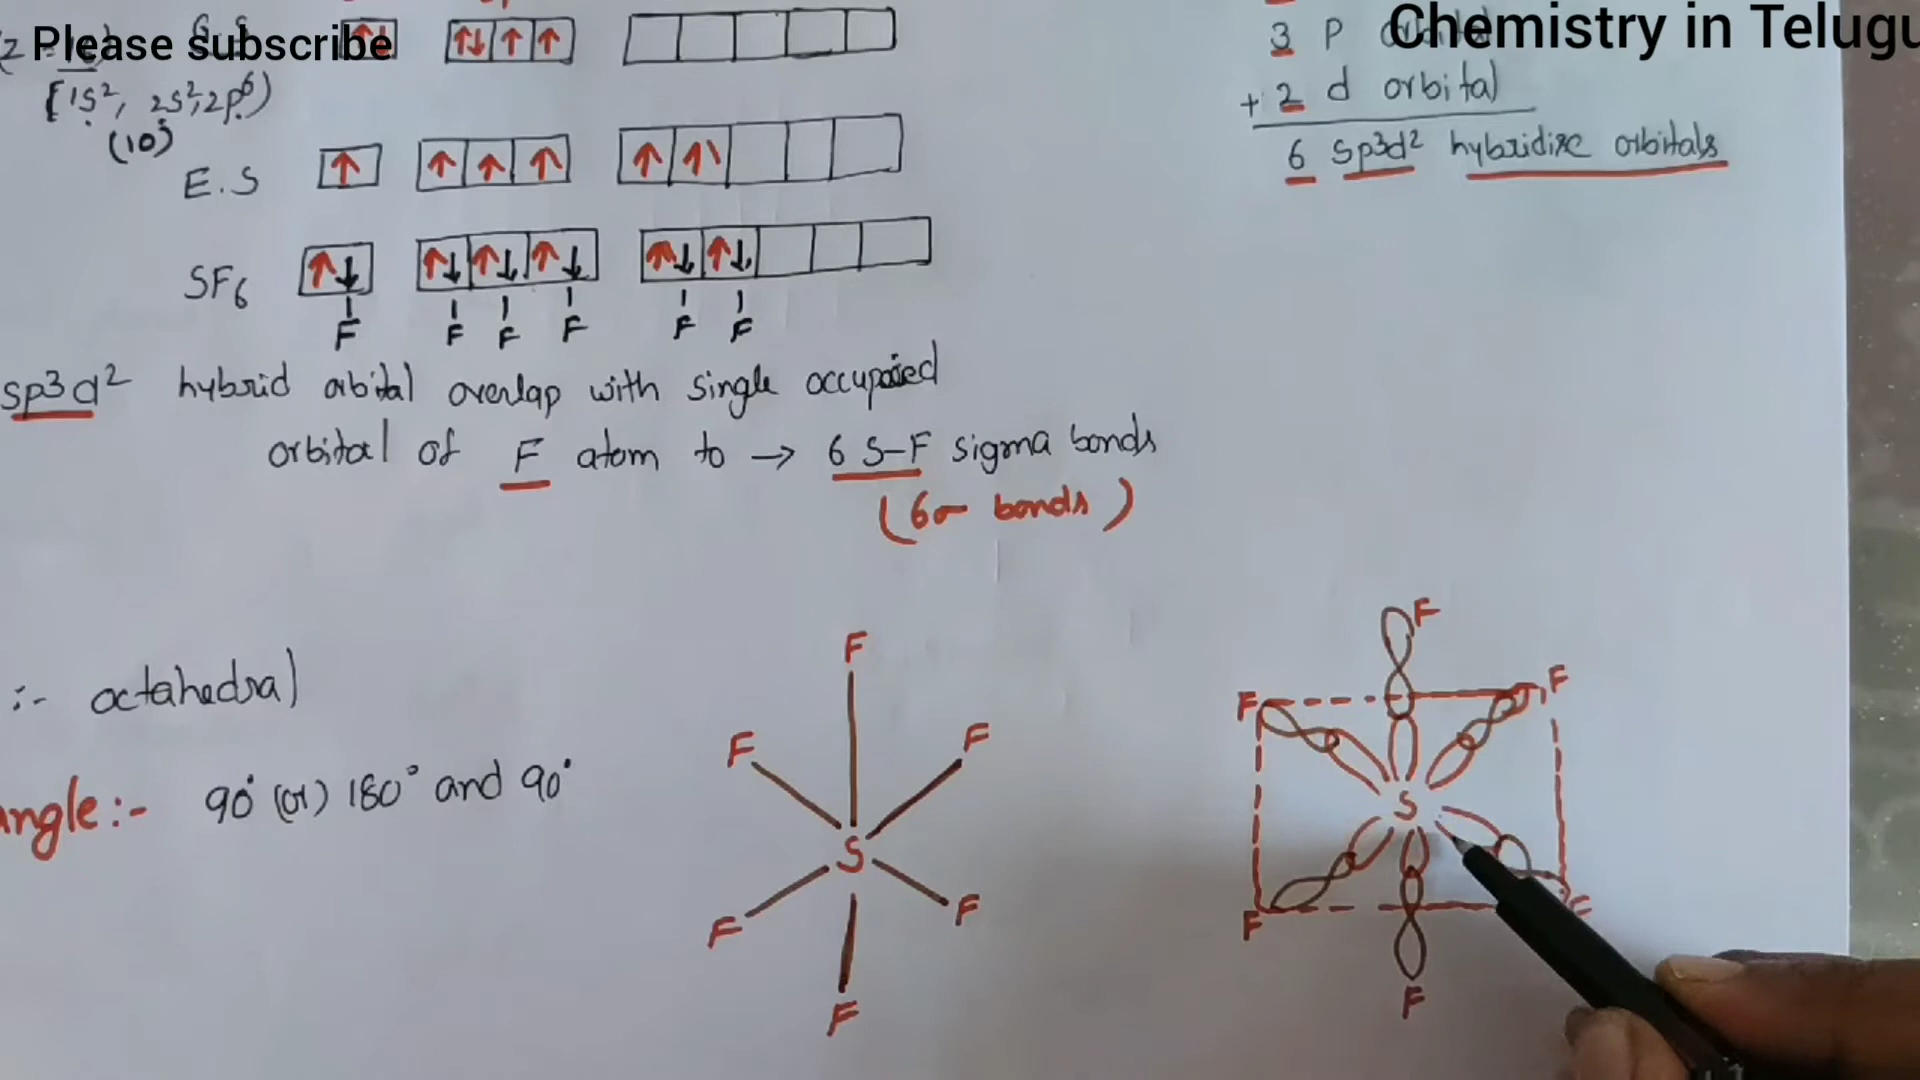 Please subscribe
Chemistry in Telugu
G.S
[1s², 2s², 2p⁶)
(10)
3 P orbital
+ 2 d orbital
6 Sp3d² hybridize orbitals
E.S
SF₆
F F F F F F
sp3d² hybrid orbital overlap with single occupied
orbital of F atom to → 6 S-F sigma bonds
(6σ bonds)
:- octahedral
angle:- 90° (or) 180° and 90°
F
F F
S
F F
F
F
F F
S
F F
F